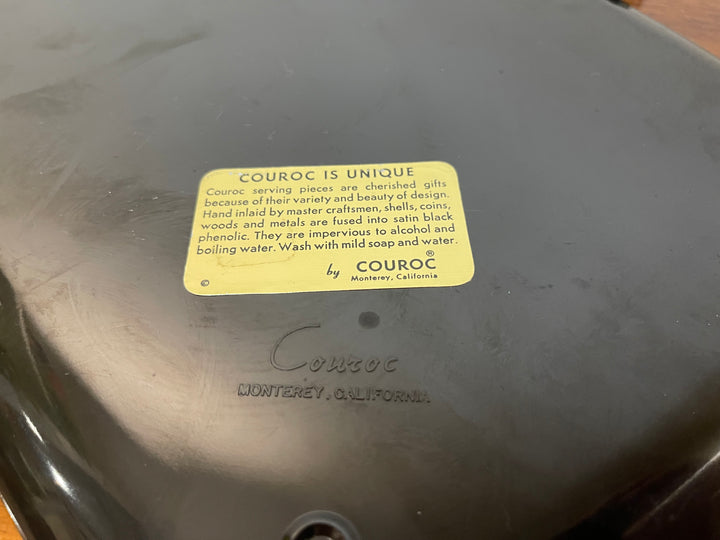 COUROC IS UNIQUE
Couroc serving pieces are cherished gifts
because of their variety and beauty of design.
Hand inlaid by master craftsmen, shells, coins,
woods and metals are fused into satin black
phenolic. They are impervious to alcohol and
boiling water. Wash with mild soap and water.
by COUROC®
Monterey, California
©
Couroc
MONTEREY, CALIFORNIA